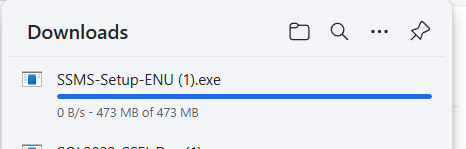 Downloads
SSMS-Setup-ENU (1).exe
0 B/s - 473 MB of 473 MB